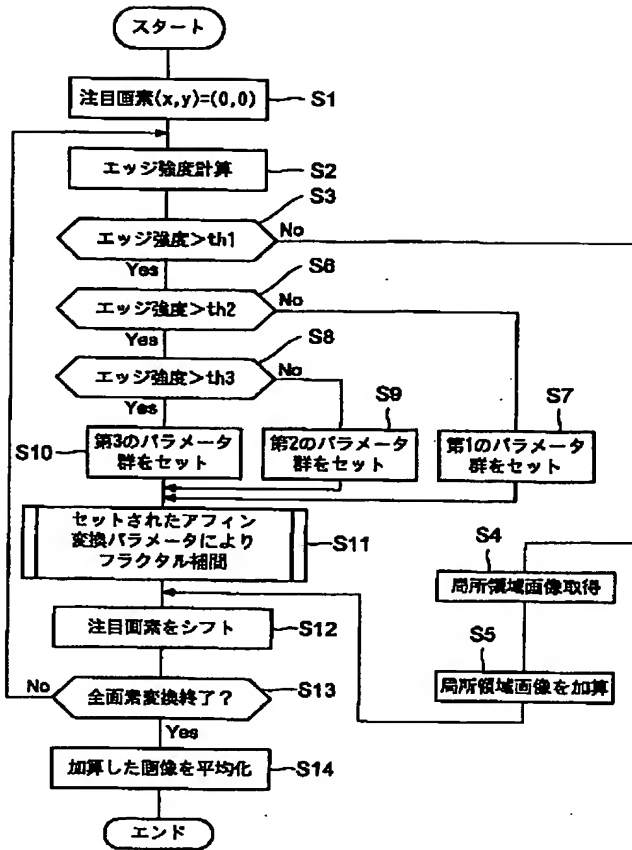 スタート
注目画素(x,y)=(0,0)
S1
エッジ強度計算
S2
S3
エッジ強度>th1
No
Yes
S6
エッジ強度>th2
No
Yes
S8
エッジ強度>th3
No
Yes
S9
S7
S10
第3のパラメータ
群をセット
第2のパラメータ
群をセット
第1のパラメータ
群をセット
セットされたアフィン
変換パラメータにより
フラクタル補間
S11
S4
局所領域画像取得
注目画素をシフト
S12
S5
局所領域画像を加算
No
全画素変換終了?
S13
Yes
加算した画像を平均化
S14
エンド